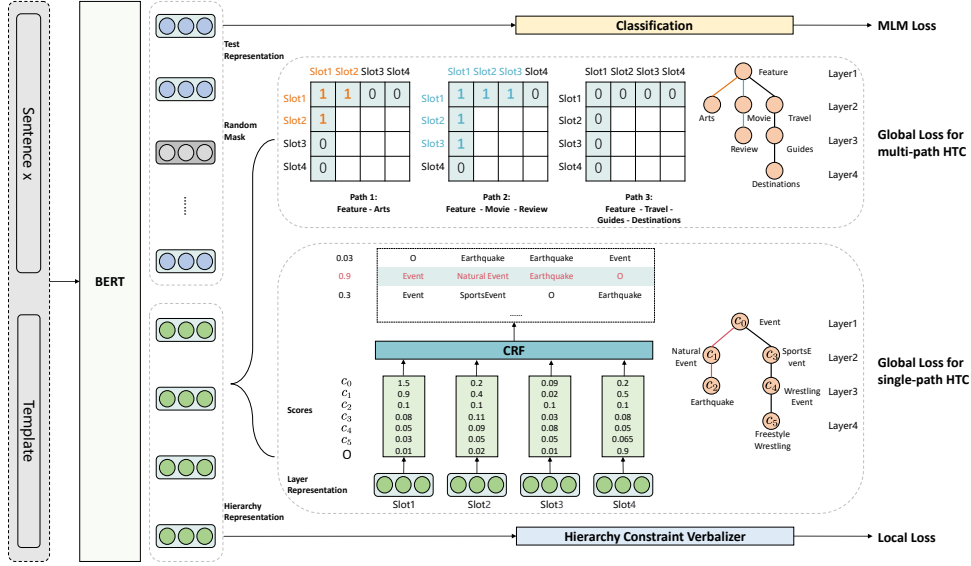 Sentence x
Template
BERT
......
Test
Representation
Random
Mask
Hierarchy
Representation
Classification
MLM Loss
Slot1 Slot2 Slot3 Slot4
Slot1 1 1 0 0
Slot2 1
Slot3 0
Slot4 0
Path 1:
Feature - Arts
Slot1 Slot2 Slot3 Slot4
Slot1 1 1 1 0
Slot2 1
Slot3 1
Slot4 0
Path 2:
Feature - Movie - Review
Slot1 Slot2 Slot3 Slot4
Slot1 0 0 0 0
Slot2 0
Slot3 0
Slot4 0
Path 3:
Feature - Travel -
Guides - Destinations
Feature
Arts
Movie
Travel
Review
Guides
Destinations
Layer1
Layer2
Layer3
Layer4
Global Loss for
multi-path HTC
0.03 O Earthquake Earthquake Event
0.9 Event Natural Event Earthquake O
0.3 Event SportsEvent O Earthquake
......
CRF
Scores
c0 1.5 0.2 0.09 0.2
c1 0.9 0.4 0.02 0.5
c2 0.1 0.1 0.1 0.1
c3 0.08 0.11 0.03 0.08
c4 0.05 0.09 0.08 0.05
c5 0.03 0.05 0.05 0.065
O 0.01 0.02 0.01 0.9
Layer
Representation
Slot1 Slot2 Slot3 Slot4
c0 Event
Natural
Event
c1
c3
SportsE
vent
c2
Earthquake
c4
Wrestling
Event
c5
Freestyle
Wrestling
Layer1
Layer2
Layer3
Layer4
Global Loss for
single-path HTC
Hierarchy Constraint Verbalizer
Local Loss